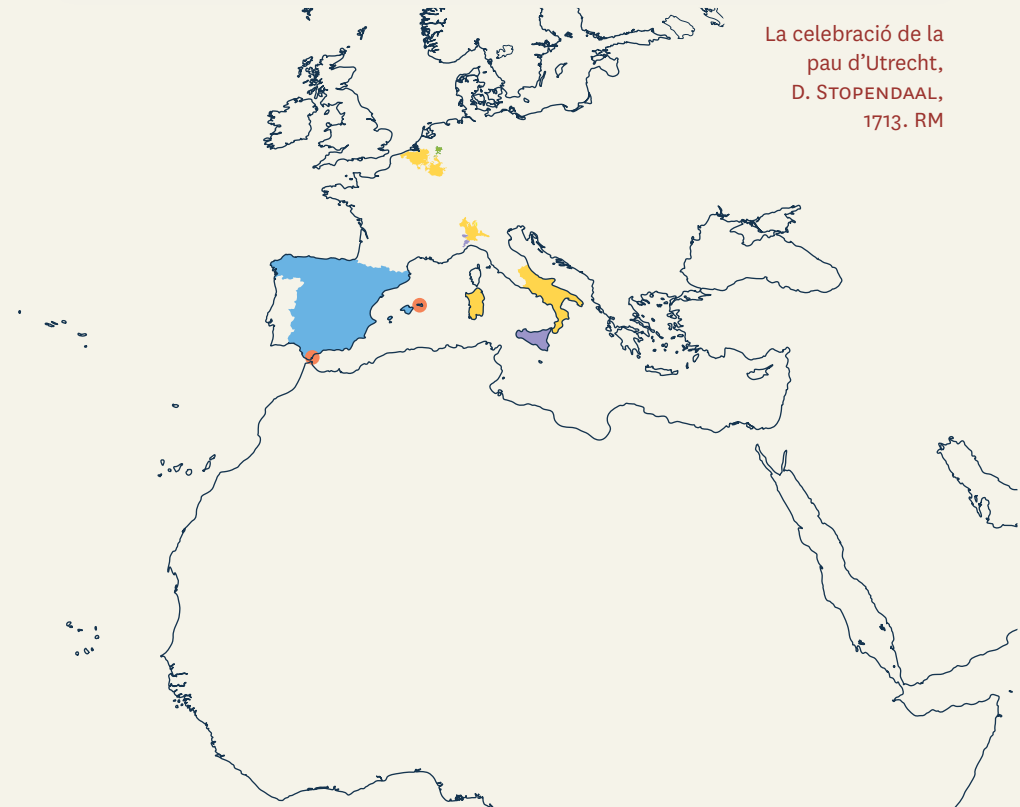 La celebració de la
pau d’Utrecht,
D. Stopendaal,
1713. RM